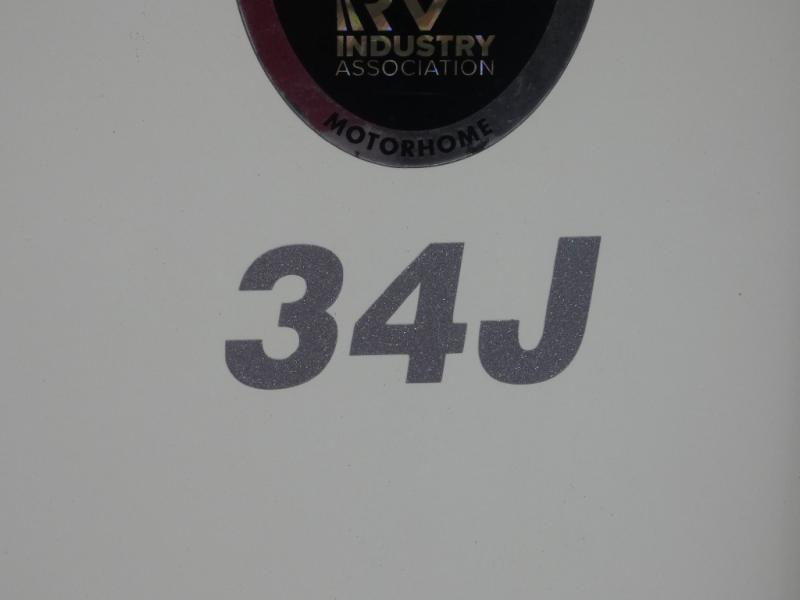 RV
INDUSTRY
ASSOCIATION
MOTORHOME
34J